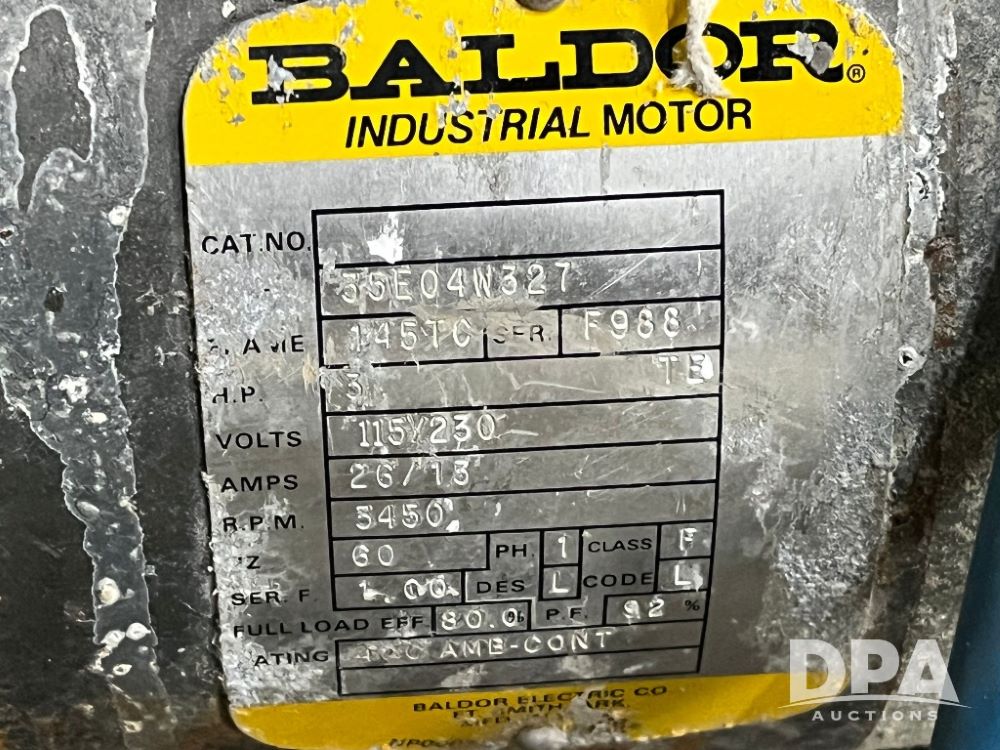 BALDOR®
INDUSTRIAL MOTOR
CAT.NO.
35E04W327
145TC SER. F988
H.P. 3 TE
VOLTS 115/230
AMPS 26/13
R.P.M. 3450
60 PH 1 CLASS F
SER. F. 1.00 DES L CODE L
FULL LOAD EFF 80.0% P.F. 92 %
AMB-CONT
BALDOR ELECTRIC CO
DPA
AUCTIONS